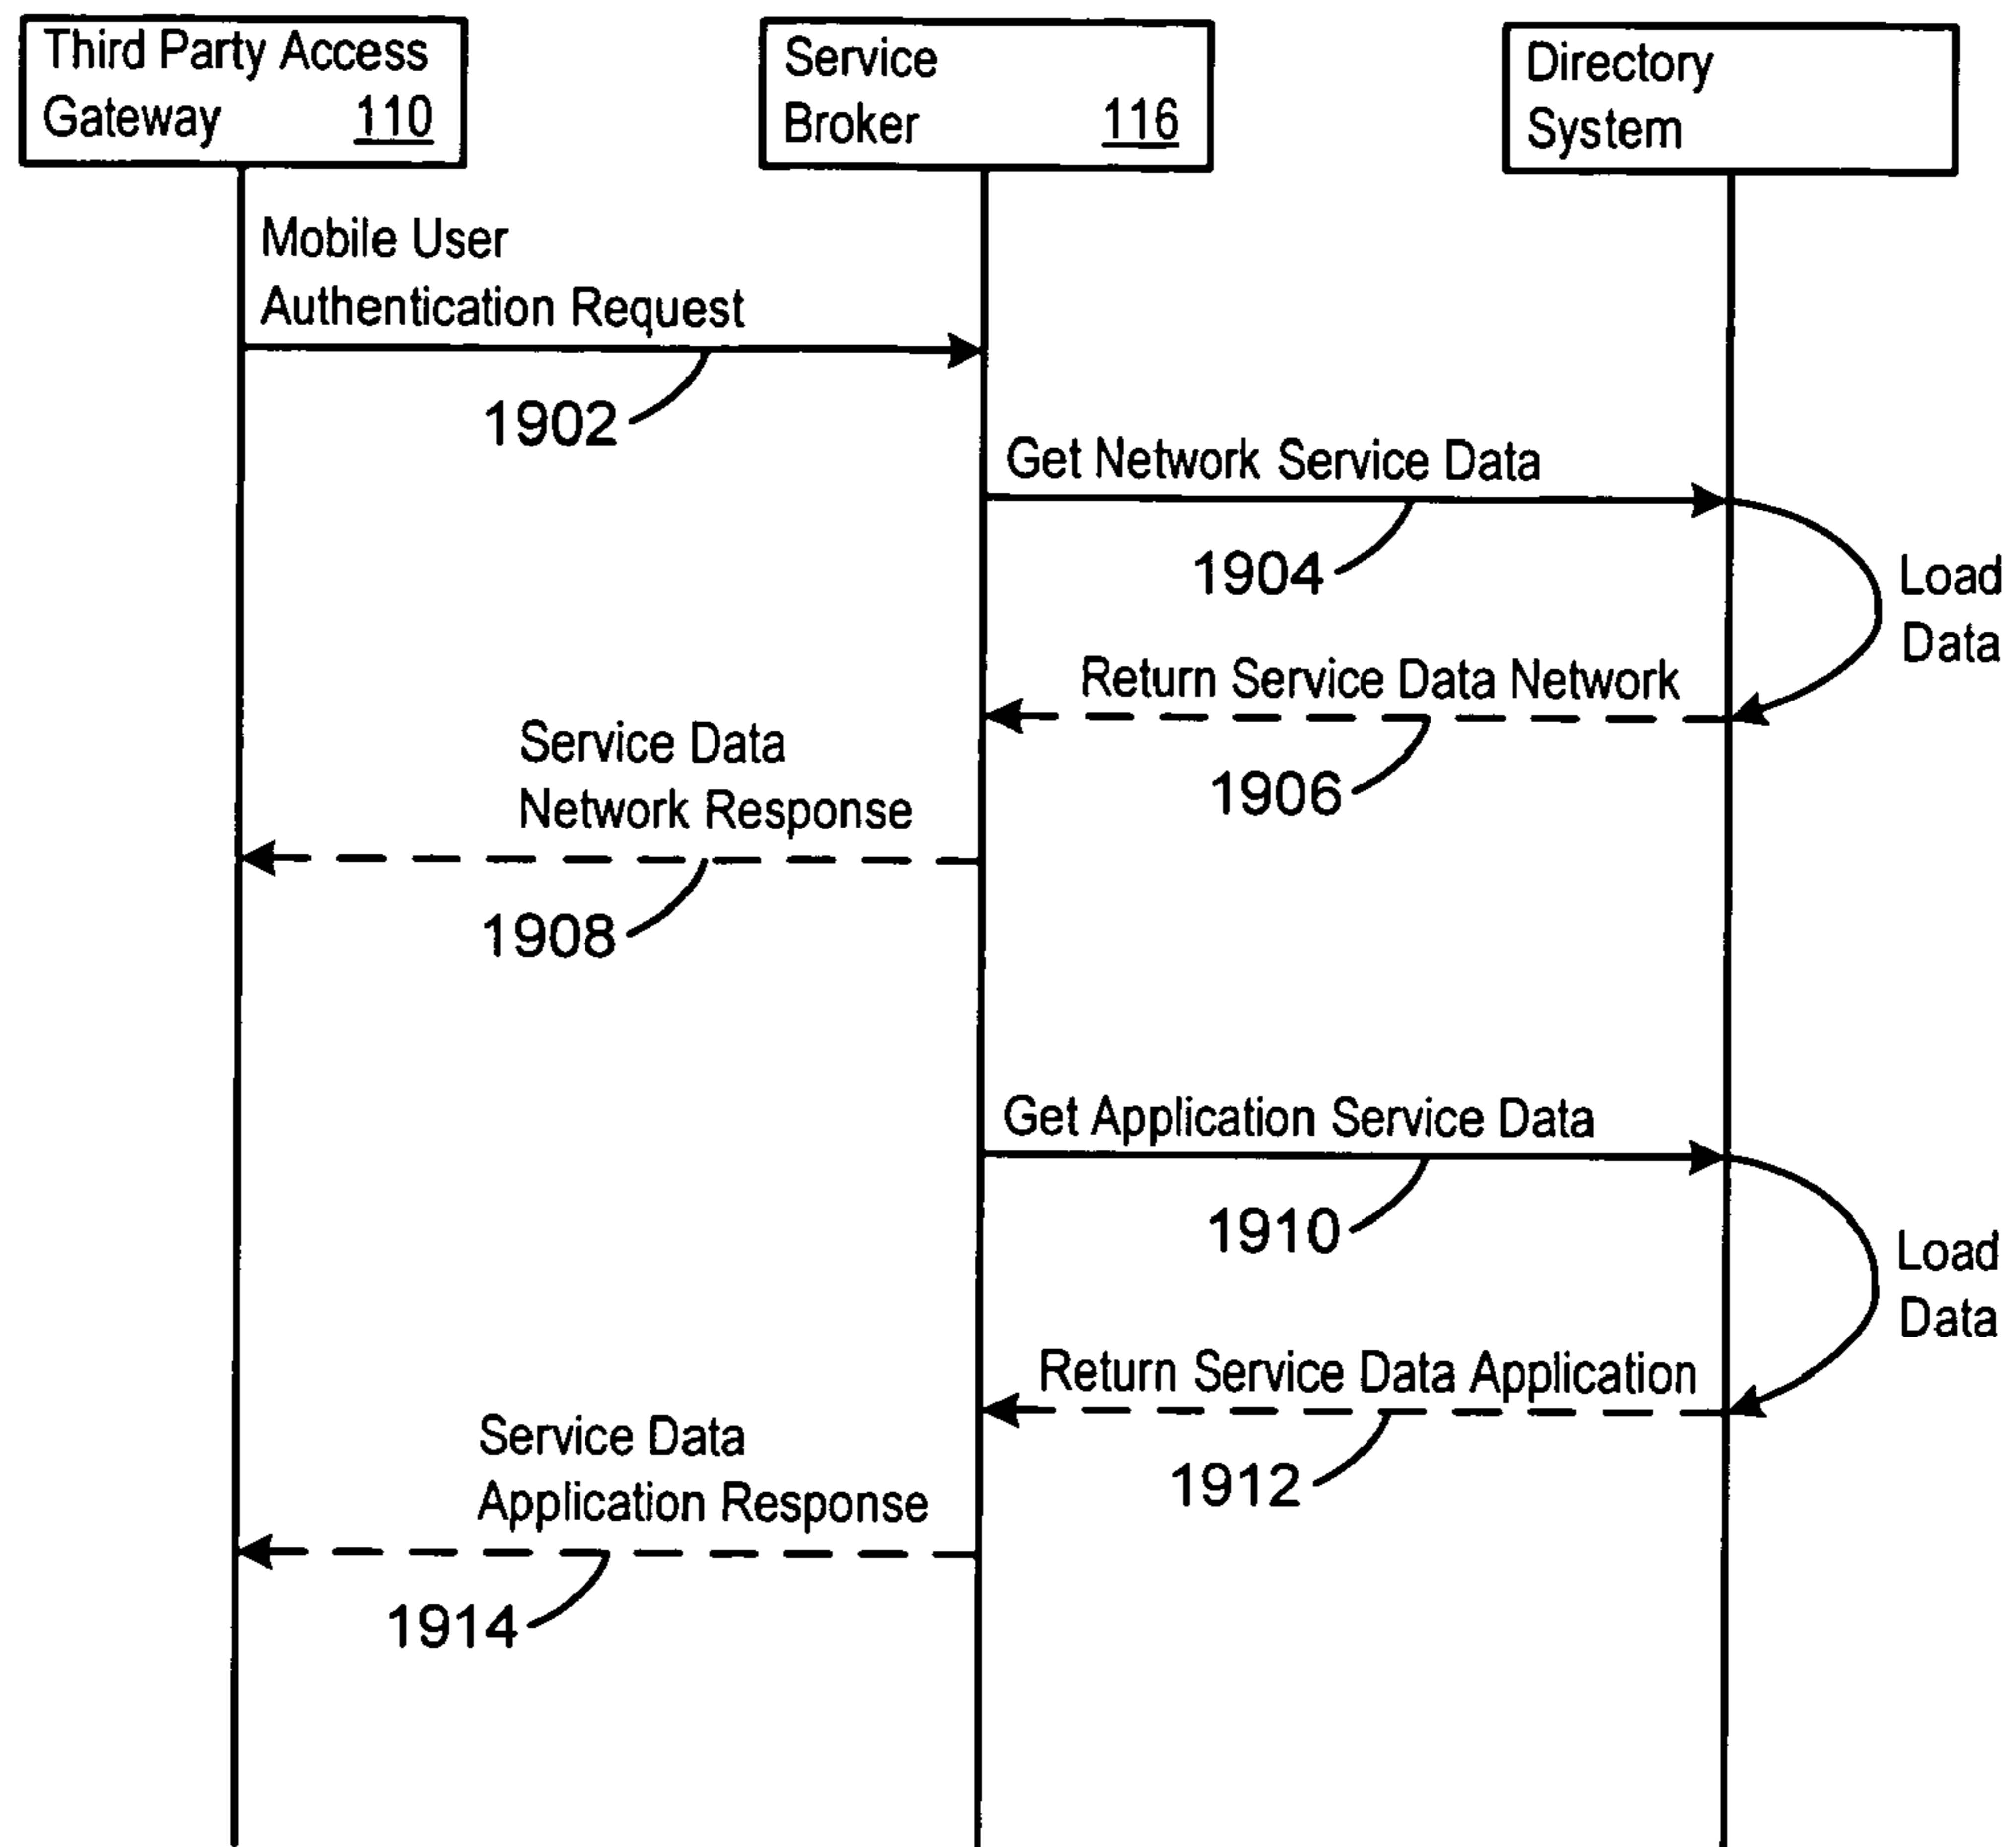 Third Party Access
Gateway 110
Service
Broker 116
Directory
System
Mobile User
Authentication Request
1902
Get Network Service Data
1904
Load
Data
Return Service Data Network
1906
Service Data
Network Response
1908
Get Application Service Data
1910
Load
Data
Return Service Data Application
1912
Service Data
Application Response
1914